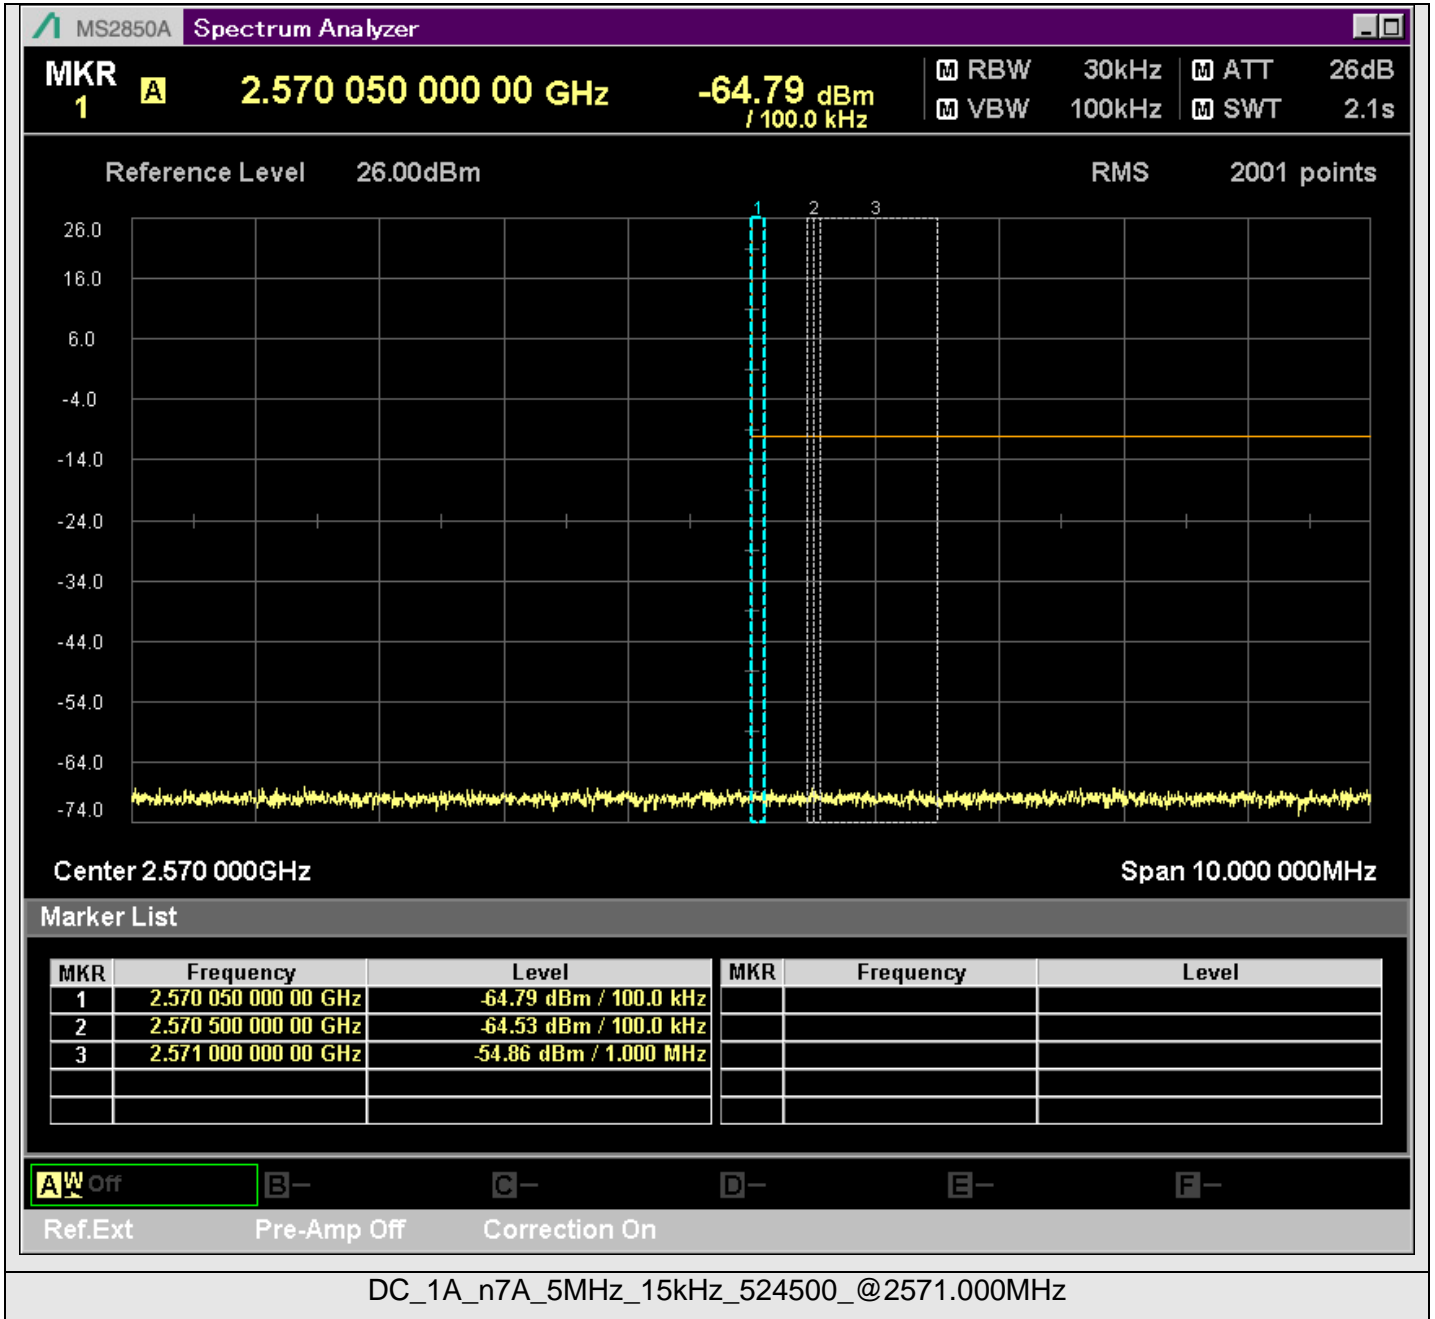 MS2850A Spectrum Analyzer
MKR 1 A 2.570 050 000 00 GHz -64.79 dBm / 100.0 kHz
M RBW 30kHz M ATT 26dB
M VBW 100kHz M SWT 2.1s
Reference Level 26.00dBm RMS 2001 points
1 2 3
26.0
16.0
6.0
-4.0
-14.0
-24.0
-34.0
-44.0
-54.0
-64.0
-74.0
Center 2.570 000GHz Span 10.000 000MHz
Marker List
MKR Frequency Level MKR Frequency Level
1 2.570 050 000 00 GHz -64.79 dBm / 100.0 kHz
2 2.570 500 000 00 GHz -64.53 dBm / 100.0 kHz
3 2.571 000 000 00 GHz -54.86 dBm / 1.000 MHz
A W Off B - C - D - E - F -
Ref.Ext Pre-Amp Off Correction On
DC_1A_n7A_5MHz_15kHz_524500_@2571.000MHz